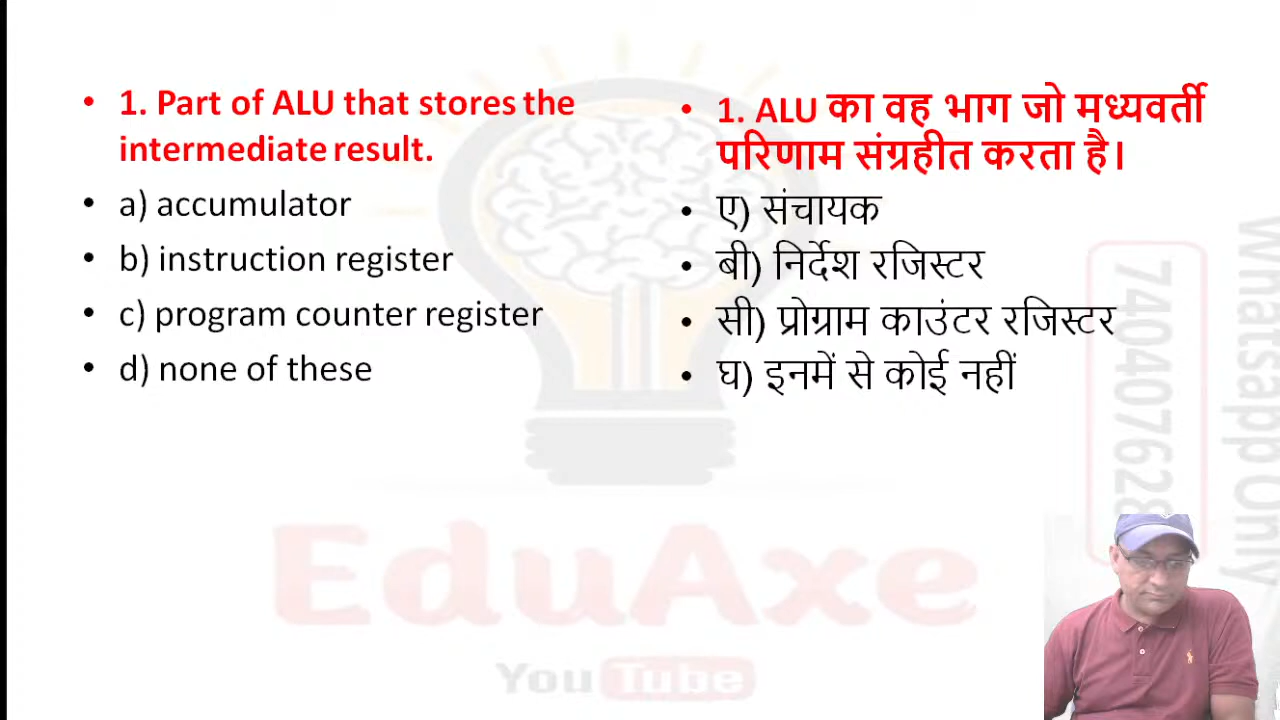 • 1. Part of ALU that stores the
intermediate result.
• a) accumulator
• b) instruction register
• c) program counter register
• d) none of these
• 1. ALU का वह भाग जो मध्यवर्ती
परिणाम संग्रहीत करता है।
• ए) संचायक
• बी) निर्देश रजिस्टर
• सी) प्रोग्राम काउंटर रजिस्टर
• घ) इनमें से कोई नहीं
Whatsapp Only
EduAxe
YouTube